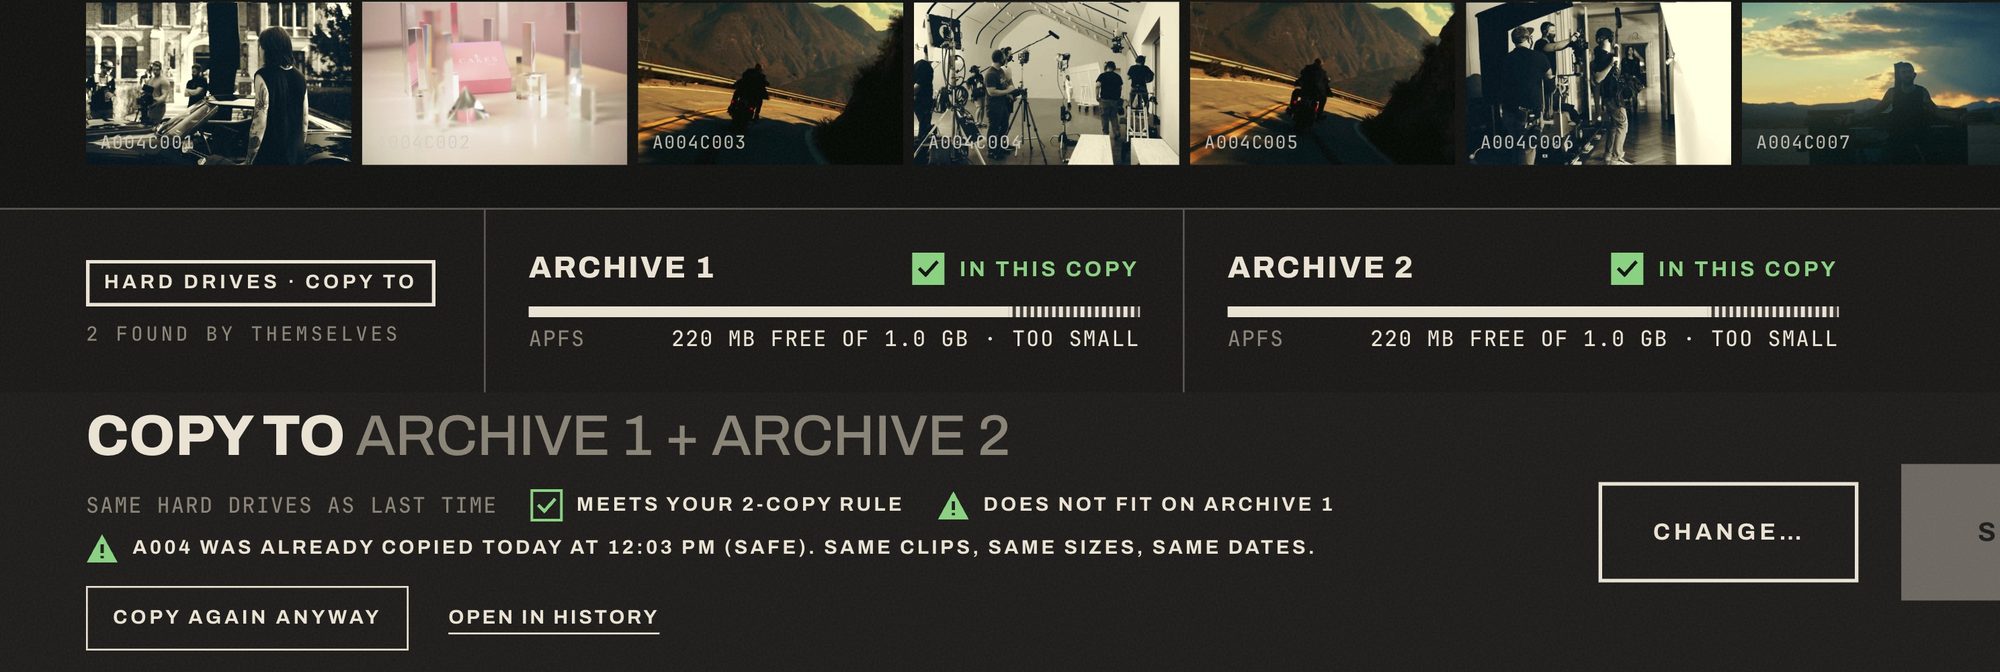 CAKES
A004C001
A004C002
A004C003
A004C004
A004C005
A004C006
A004C007
HARD DRIVES · COPY TO
2 FOUND BY THEMSELVES
ARCHIVE 1
IN THIS COPY
APFS
220 MB FREE OF 1.0 GB · TOO SMALL
ARCHIVE 2
IN THIS COPY
APFS
220 MB FREE OF 1.0 GB · TOO SMALL
COPY TO ARCHIVE 1 + ARCHIVE 2
SAME HARD DRIVES AS LAST TIME
MEETS YOUR 2-COPY RULE
DOES NOT FIT ON ARCHIVE 1
A004 WAS ALREADY COPIED TODAY AT 12:03 PM (SAFE). SAME CLIPS, SAME SIZES, SAME DATES.
CHANGE…
S
COPY AGAIN ANYWAY
OPEN IN HISTORY